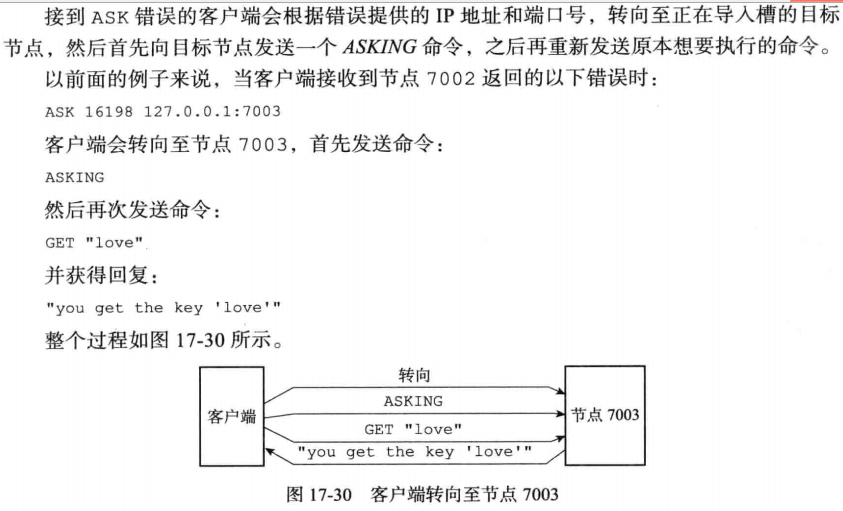 接到 ASK 错误的客户端会根据错误提供的 IP 地址和端口号，转向至正在导入槽的目标
节点，然后首先向目标节点发送一个 ASKING 命令，之后再重新发送原本想要执行的命令。
以前面的例子来说，当客户端接收到节点 7002 返回的以下错误时：
ASK 16198 127.0.0.1:7003
客户端会转向至节点 7003，首先发送命令：
ASKING
然后再次发送命令：
GET "love"
并获得回复：
"you get the key 'love'"
整个过程如图 17-30 所示。
转向
ASKING
客户端
节点 7003
GET "love"
"you get the key 'love'"
图 17-30 客户端转向至节点 7003